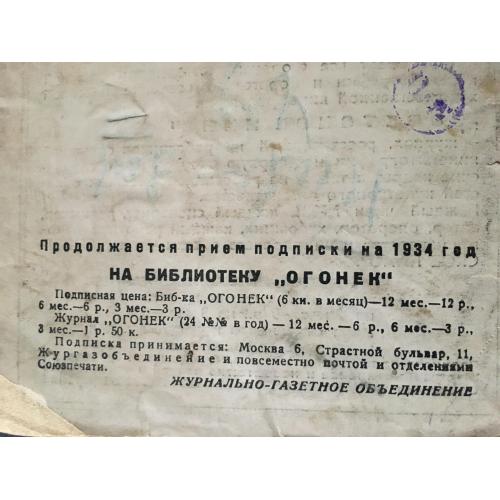 Продолжается прием подписки на 1934 год
НА БИБЛИОТЕКУ „ОГОНЕК"
Подписная цена: Биб-ка „ОГОНЕК" (6 кн. в месяц)—12 мес.—12 р.,
6 мес.—6 р., 3 мес.—3 р.
Журнал „ОГОНЕК" (24 №№ в год) — 12 мес. —6 р., 6 мес.—3 р.,
3 мес.—1 р. 50 к.
Подписка принимается: Москва 6, Страстной бульвар, 11,
Жургазобъединейие и повсеместно почтой и отделениями
Союзпечати.
ЖУРНАЛЬНО-ГАЗЕТНОЕ ОБЪЕДИНЕНИЕ